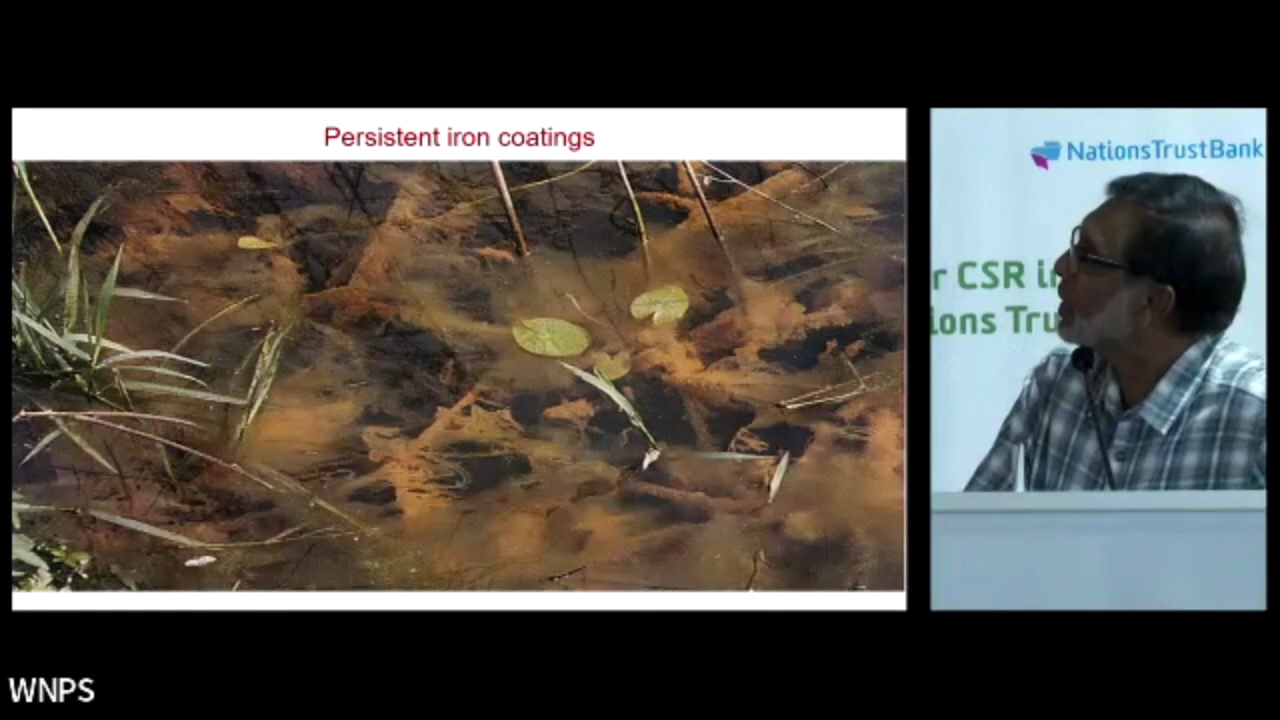 Persistent iron coatings
NationsTrustBank
r CSR i
ions Tru
WNPS